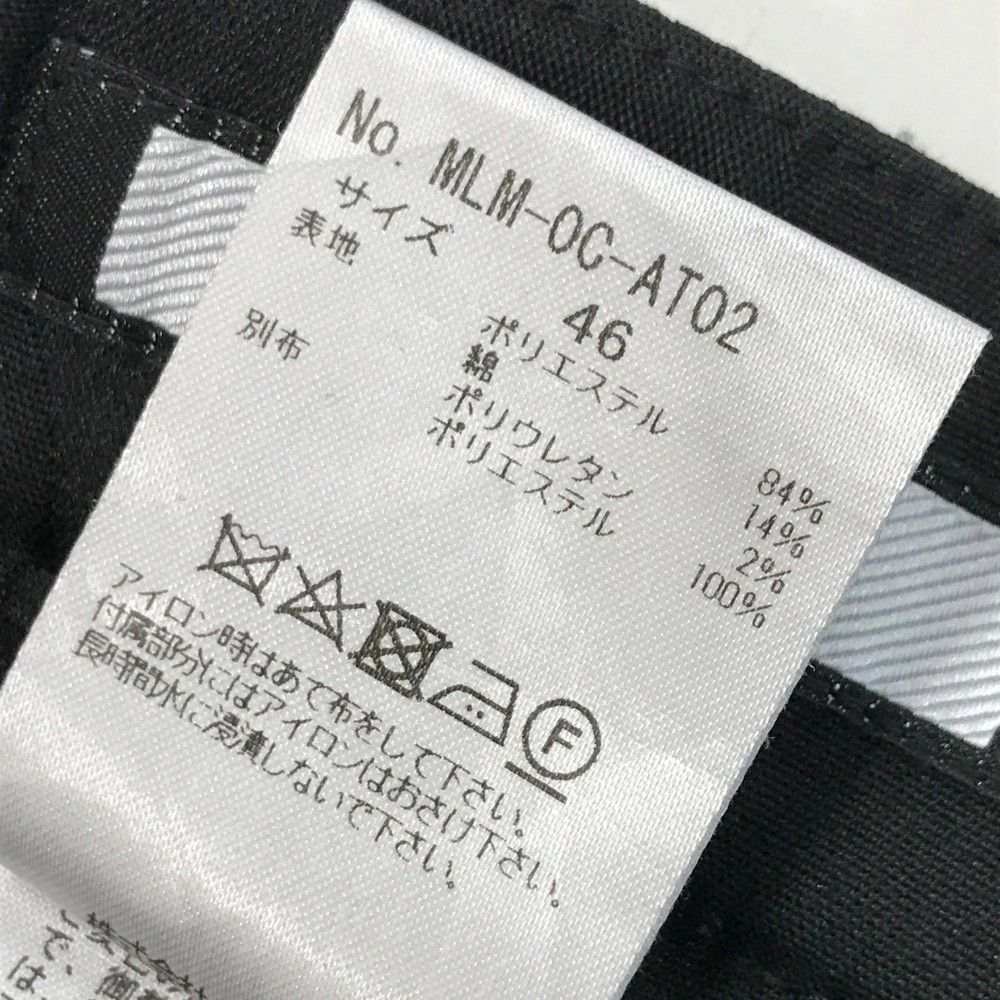 No. MLM-OC-AT02
サイズ 46
表地 ポリエステル 84%
綿 14%
ポリウレタン 2%
別布 ポリエステル 100%
F
アイロン時はあて布をして下さい。
付属部分にはアイロンはおさけ下さい。
長時間水に浸漬しないで下さい。
で、御
は